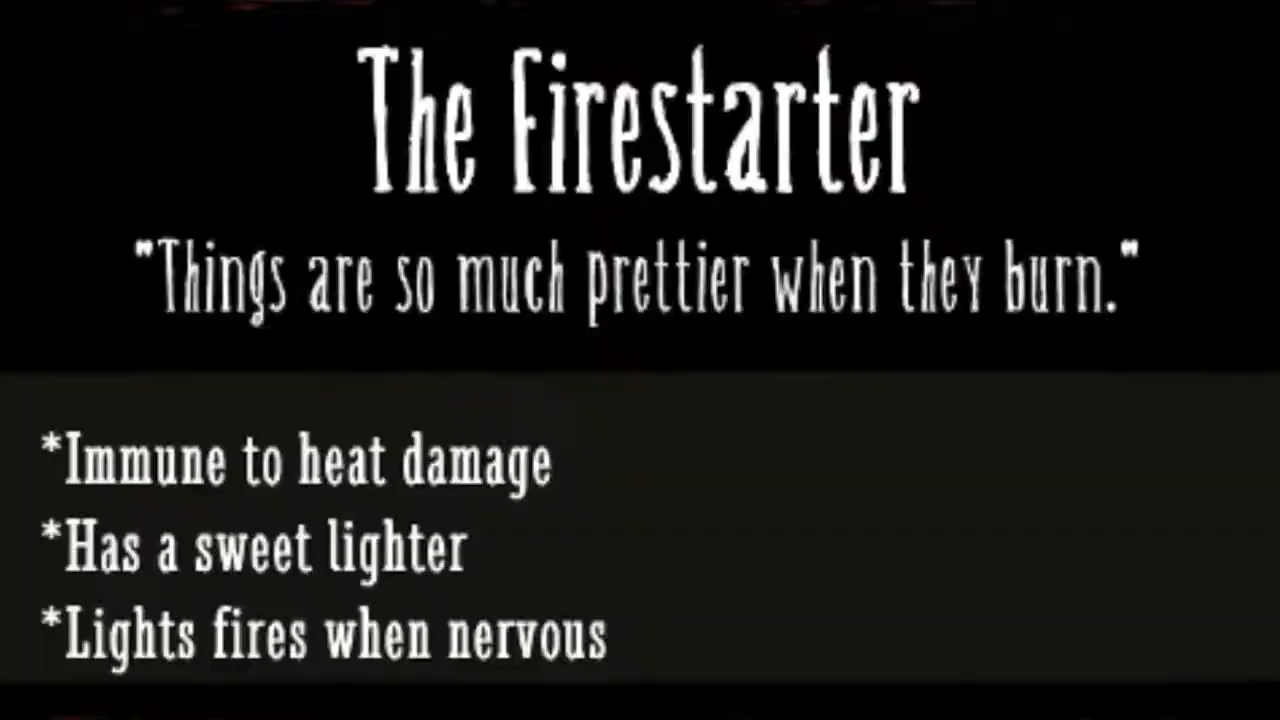 The Firestarter
"Things are so much prettier when they burn."
*Immune to heat damage
*Has a sweet lighter
*Lights fires when nervous